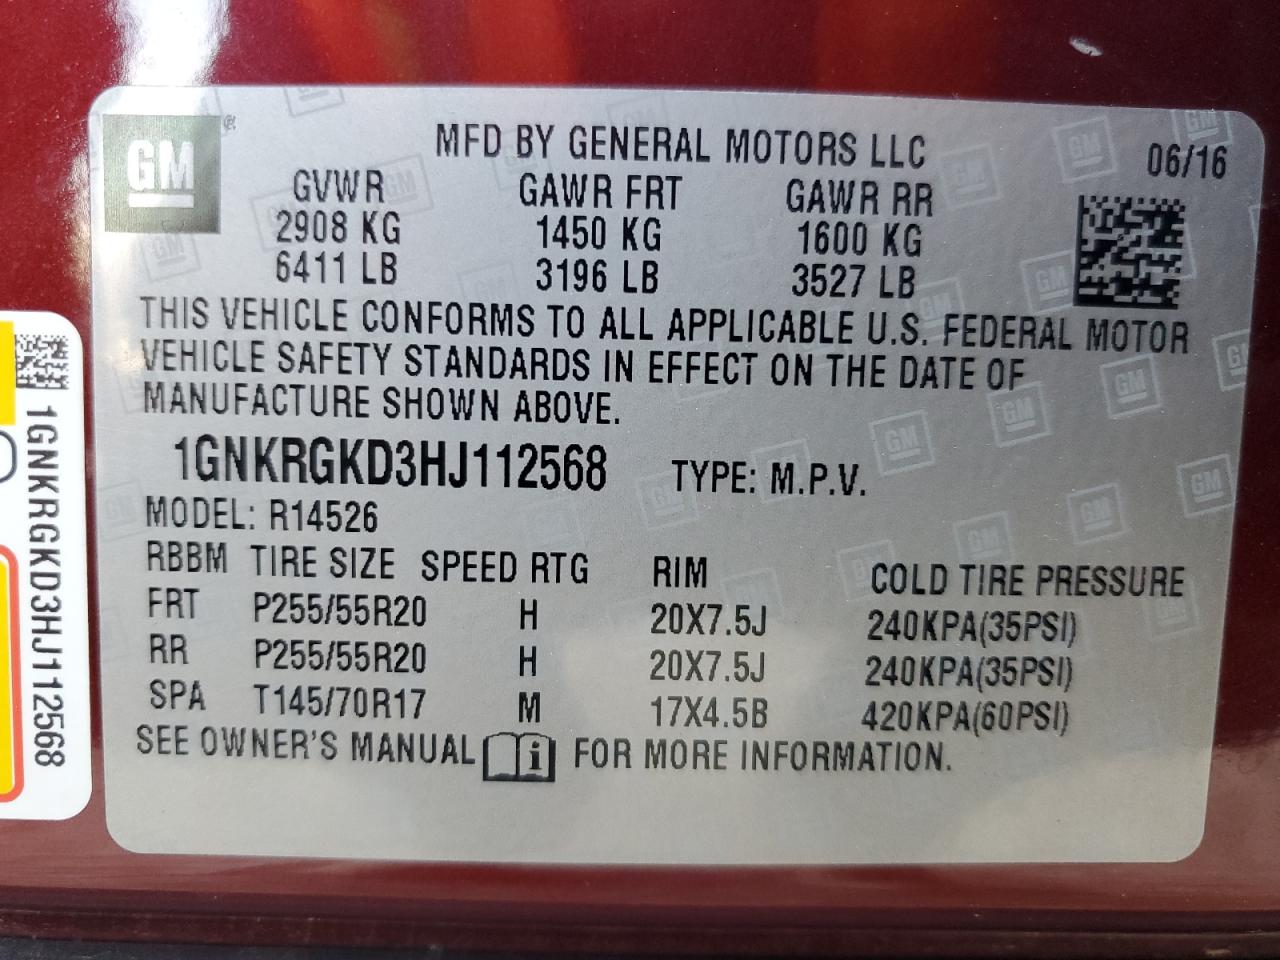 GM ®
MFD BY GENERAL MOTORS LLC 06/16
GVWR GAWR FRT GAWR RR
2908 KG 1450 KG 1600 KG
6411 LB 3196 LB 3527 LB
THIS VEHICLE CONFORMS TO ALL APPLICABLE U.S. FEDERAL MOTOR
VEHICLE SAFETY STANDARDS IN EFFECT ON THE DATE OF
MANUFACTURE SHOWN ABOVE.
1GNKRGKD3HJ112568 TYPE: M.P.V.
MODEL: R14526
RBBM TIRE SIZE SPEED RTG RIM COLD TIRE PRESSURE
FRT P255/55R20 H 20X7.5J 240KPA(35PSI)
RR P255/55R20 H 20X7.5J 240KPA(35PSI)
SPA T145/70R17 M 17X4.5B 420KPA(60PSI)
SEE OWNER'S MANUAL i FOR MORE INFORMATION.
1GNKRGKD3HJ112568